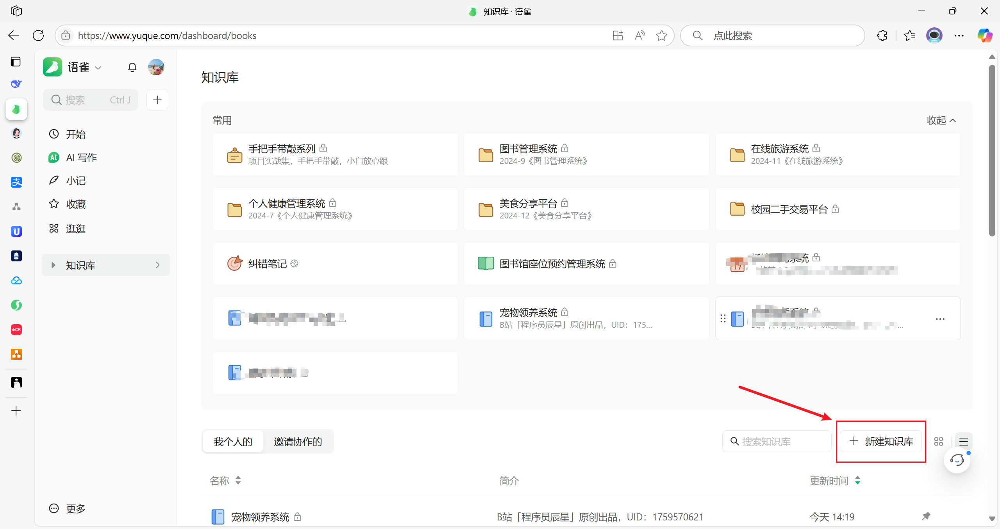 知识库 · 语雀
https://www.yuque.com/dashboard/books
点此搜索
语雀
搜索 Ctrl J
开始
AI 写作
小记
收藏
逛逛
知识库
更多
知识库
常用
收起
手把手带敲系列
项目实战集，手把手带敲，小白放心跟
图书管理系统
2024-9《图书管理系统》
在线旅游系统
2024-11《在线旅游系统》
个人健康管理系统
2024-7《个人健康管理系统》
美食分享平台
2024-12《美食分享平台》
校园二手交易平台
纠错笔记
图书馆座位预约管理系统
17
系统
宠物领养系统
B站「程序员辰星」原创出品，UID：175...
我个人的
邀请协作的
搜索知识库
新建知识库
名称
简介
更新时间
宠物领养系统
B站「程序员辰星」原创出品，UID：1759570621
今天 14:19
小红书